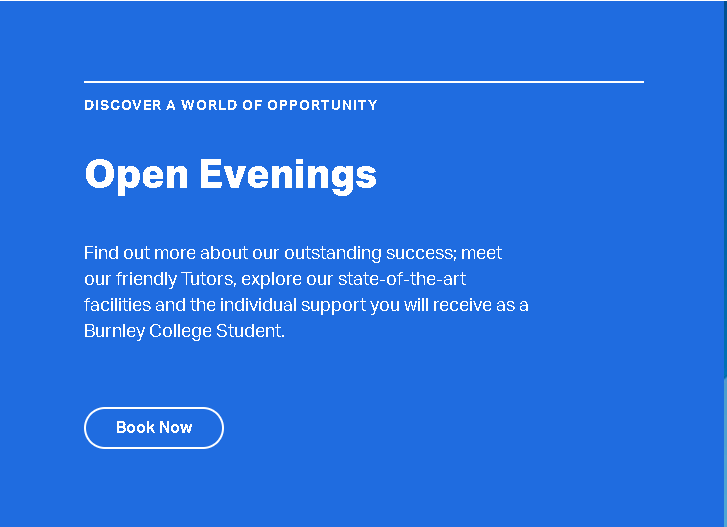 DISCOVER A WORLD OF OPPORTUNITY
Open Evenings
Find out more about our outstanding success; meet
our friendly Tutors, explore our state-of-the-art
facilities and the individual support you will receive as a
Burnley College Student.
Book Now